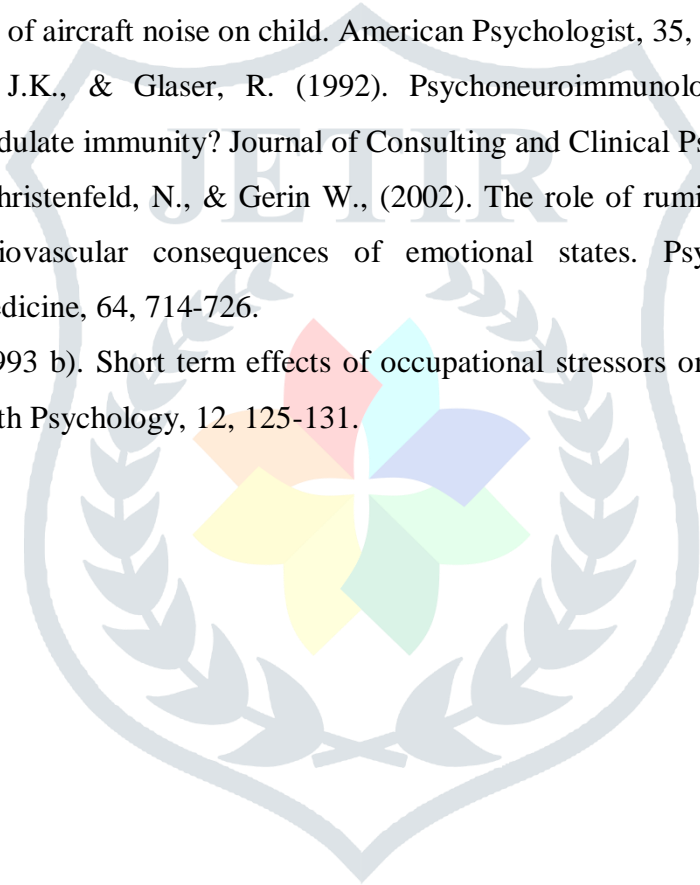 of aircraft noise on child. American Psychologist, 35,
J.K., & Glaser, R. (1992). Psychoneuroimmunolo
dulate immunity? Journal of Consulting and Clinical Ps
JETIR
hristenfeld, N., & Gerin W., (2002). The role of rumi
iovascular consequences of emotional states. Psy
edicine, 64, 714-726.
993 b). Short term effects of occupational stressors on
th Psychology, 12, 125-131.